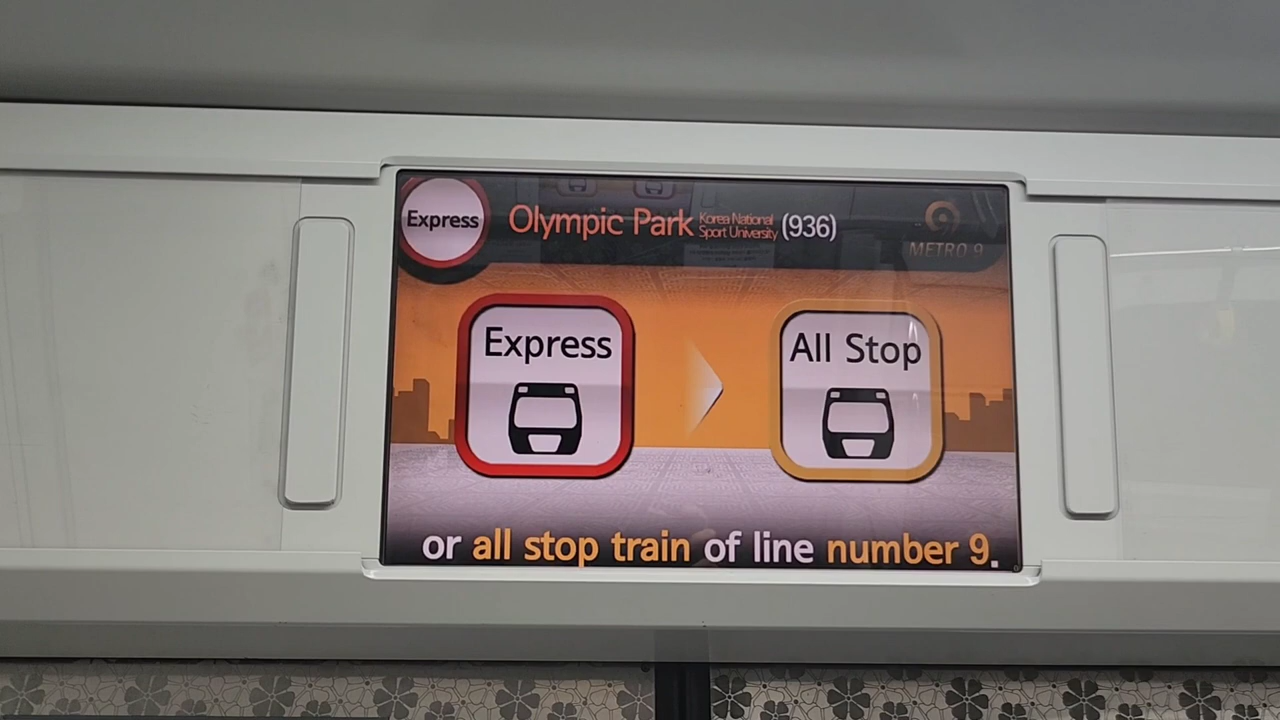 Express
Olympic Park
Korea National
Sport University
(936)
METRO 9
Express
All Stop
or all stop train of line number 9.